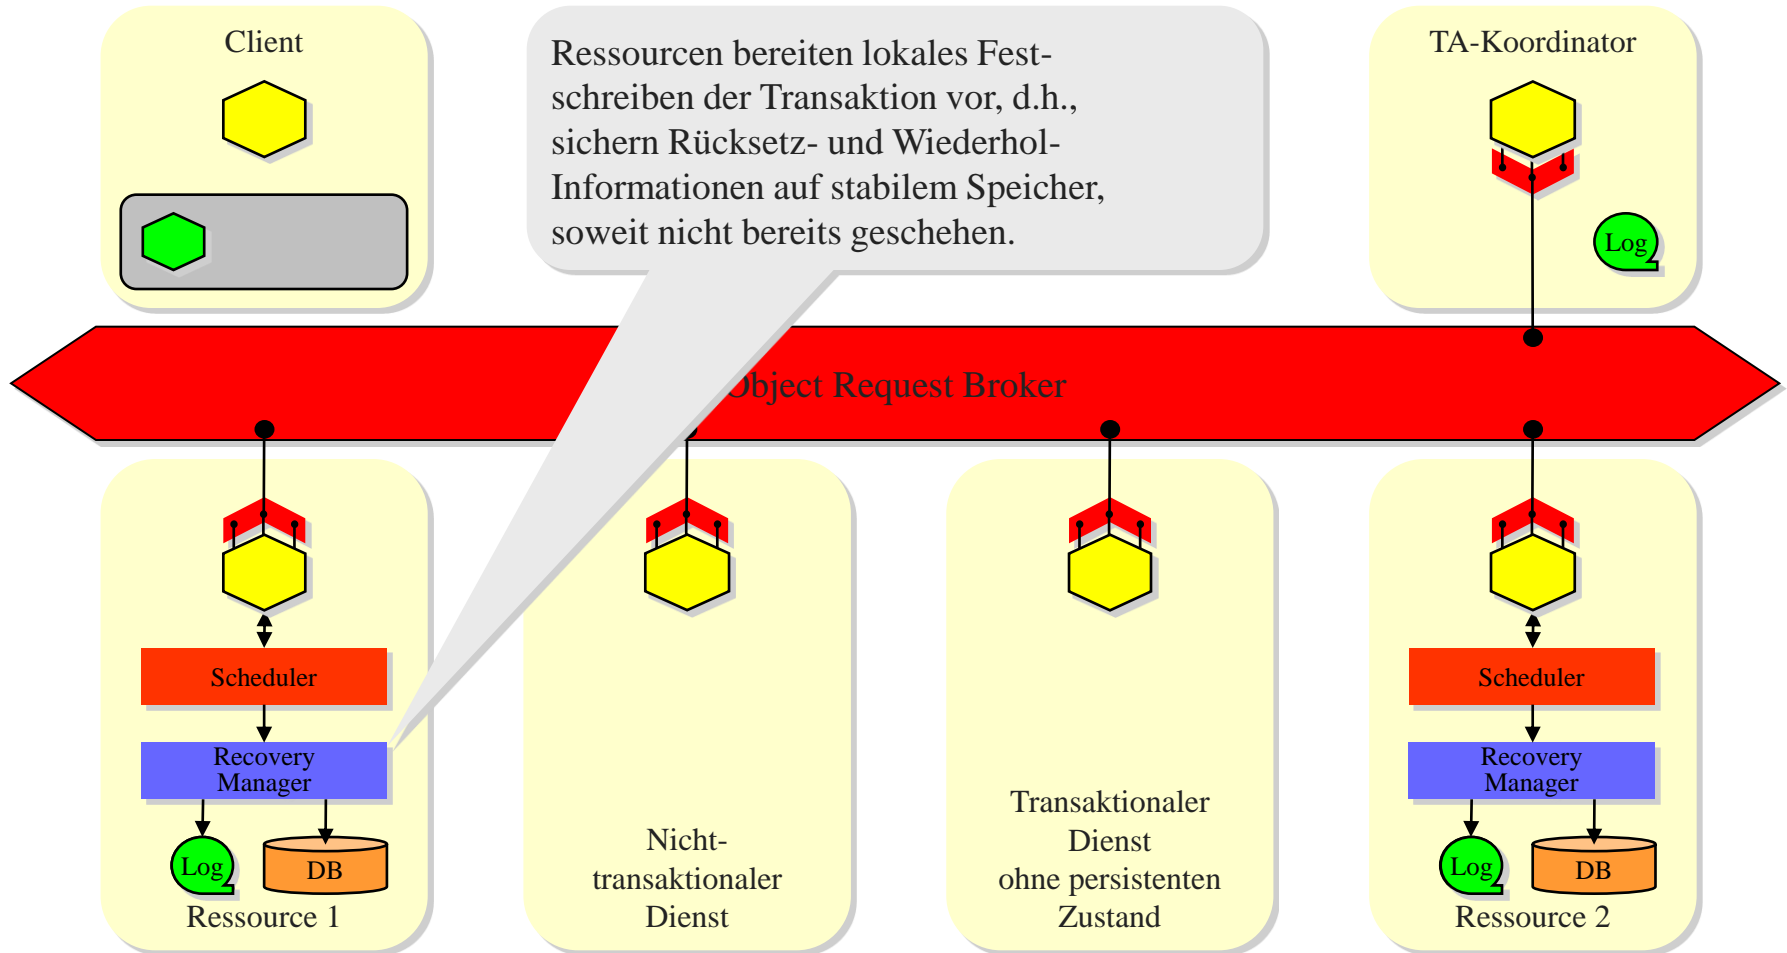 Client
Ressourcen bereiten lokales Fest-
schreiben der Transaktion vor, d.h.,
sichern Rücksetz- und Wiederhol-
Informationen auf stabilem Speicher,
soweit nicht bereits geschehen.
TA-Koordinator
Log
Object Request Broker
Scheduler
Recovery
Manager
Log
DB
Ressource 1
Nicht-
transaktionaler
Dienst
Transaktionaler
Dienst
ohne persistenten
Zustand
Scheduler
Recovery
Manager
Log
DB
Ressource 2